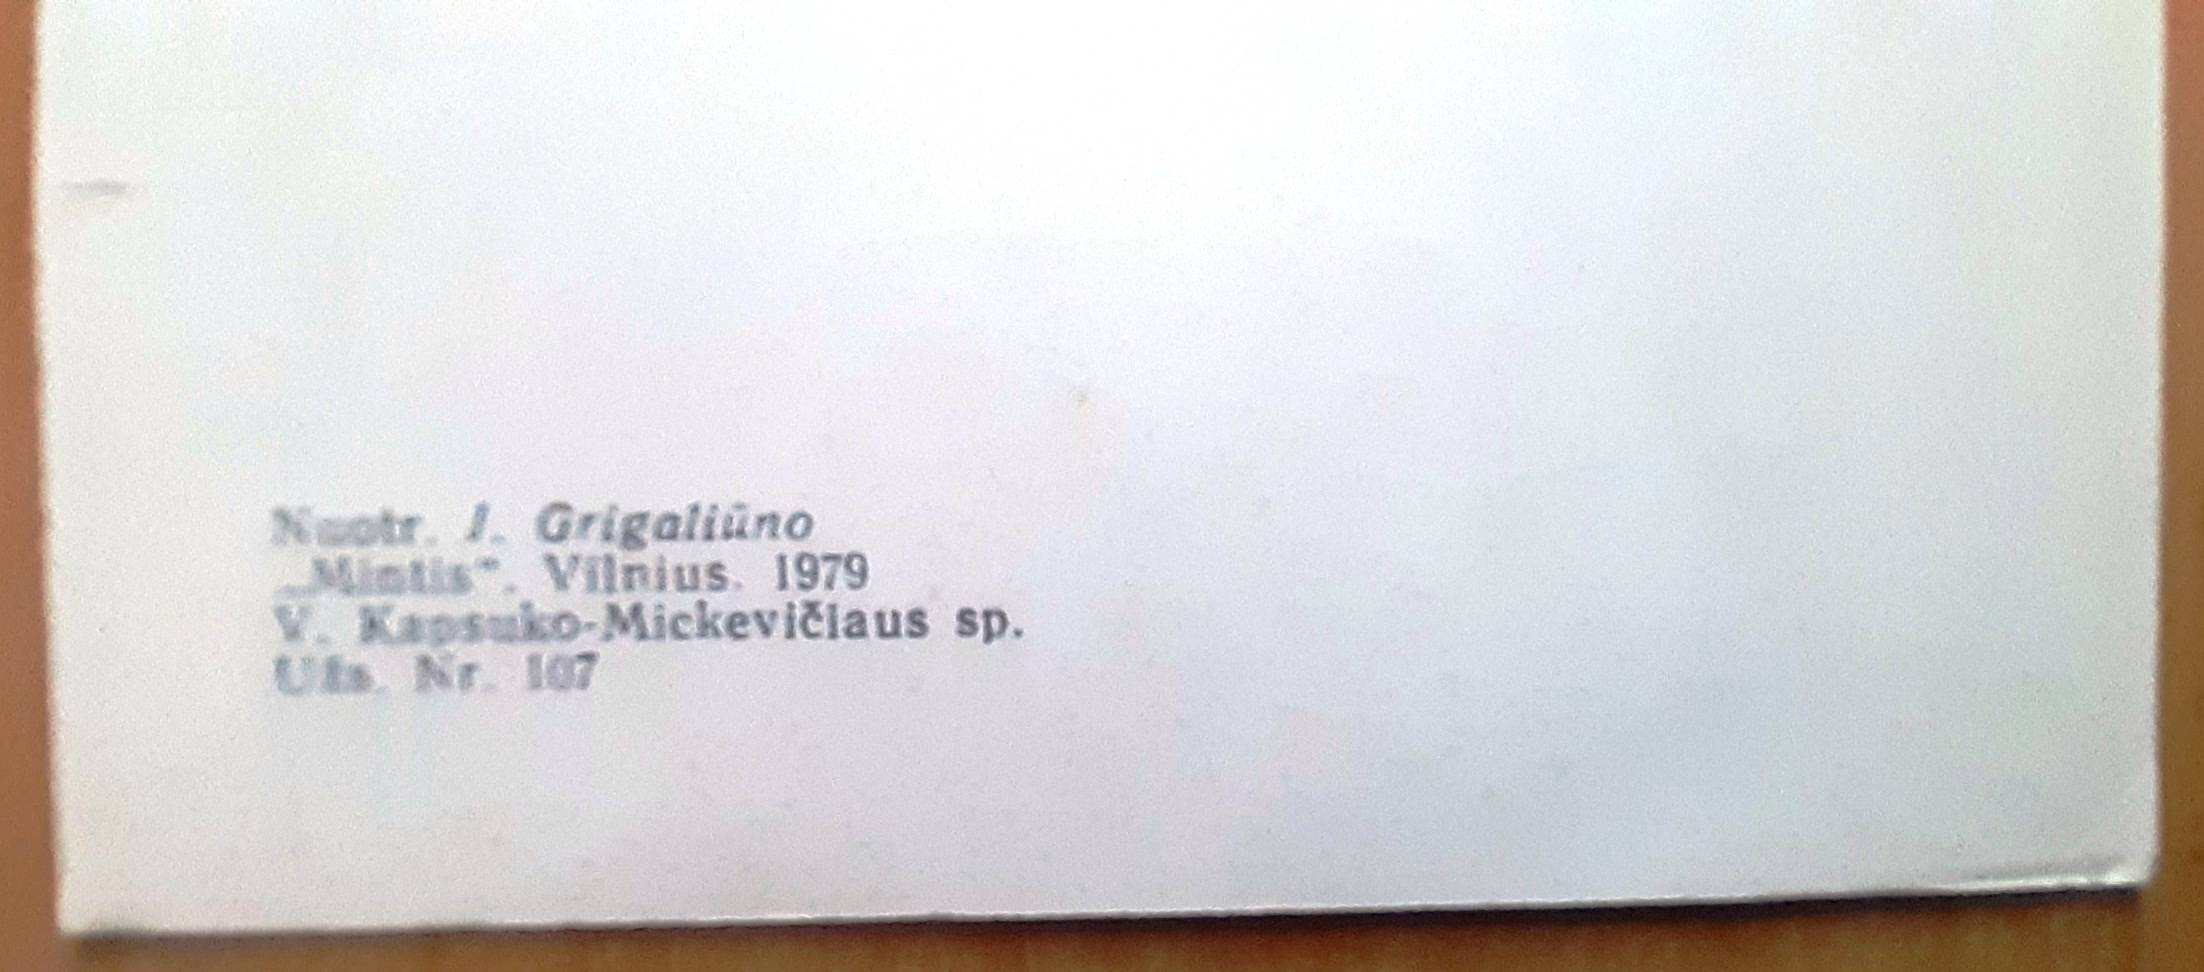 Nuotr. J. Grigaliūno
„Mintis“. Vilnius. 1979
V. Kapsuko-Mickevičiaus sp.
Užs. Nr. 107